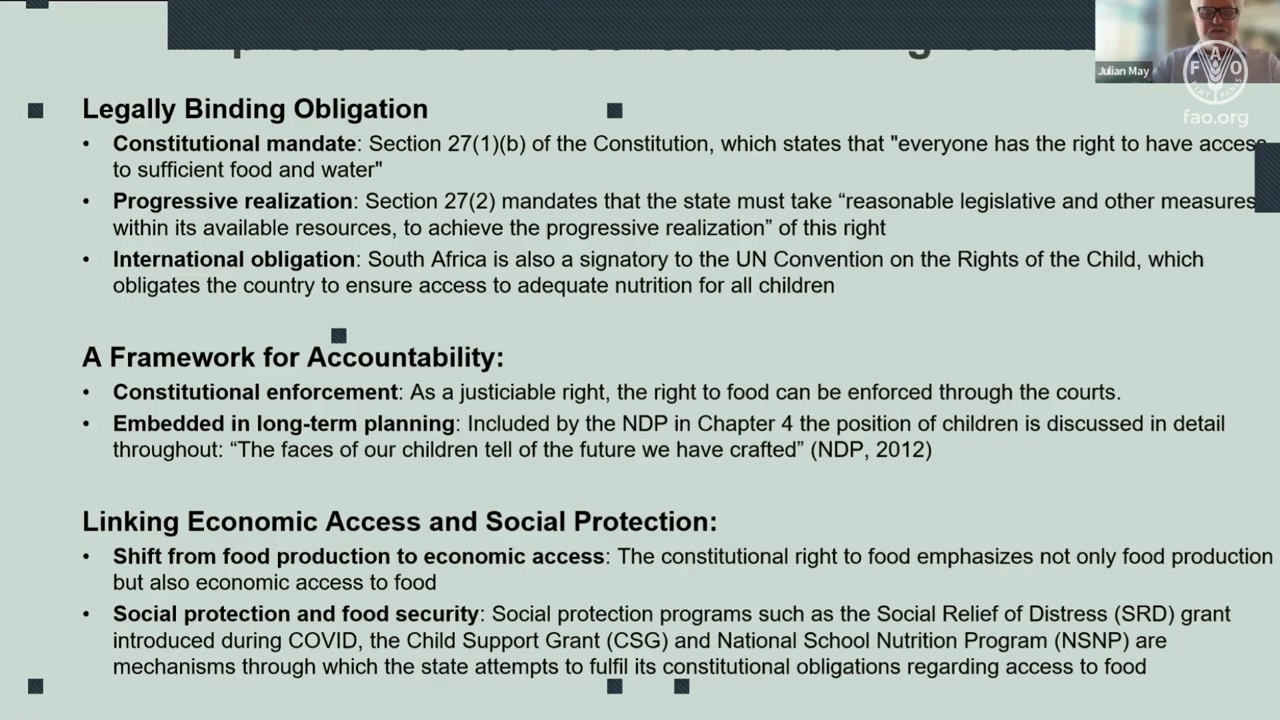 Julian May
F A O
FIAT PANIS
fao.org
Legally Binding Obligation
• Constitutional mandate: Section 27(1)(b) of the Constitution, which states that "everyone has the right to have access
to sufficient food and water"
• Progressive realization: Section 27(2) mandates that the state must take “reasonable legislative and other measures
within its available resources, to achieve the progressive realization” of this right
• International obligation: South Africa is also a signatory to the UN Convention on the Rights of the Child, which
obligates the country to ensure access to adequate nutrition for all children
A Framework for Accountability:
• Constitutional enforcement: As a justiciable right, the right to food can be enforced through the courts.
• Embedded in long-term planning: Included by the NDP in Chapter 4 the position of children is discussed in detail
throughout: “The faces of our children tell of the future we have crafted” (NDP, 2012)
Linking Economic Access and Social Protection:
• Shift from food production to economic access: The constitutional right to food emphasizes not only food production
but also economic access to food
• Social protection and food security: Social protection programs such as the Social Relief of Distress (SRD) grant
introduced during COVID, the Child Support Grant (CSG) and National School Nutrition Program (NSNP) are
mechanisms through which the state attempts to fulfil its constitutional obligations regarding access to food